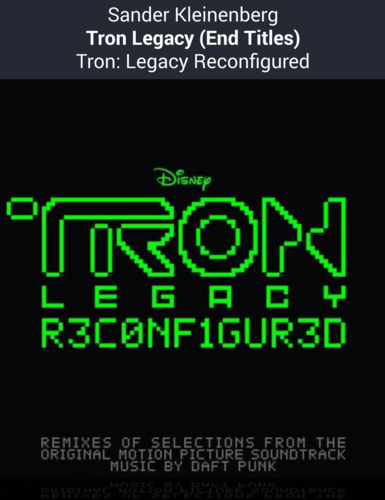 Sander Kleinenberg
Tron Legacy (End Titles)
Tron: Legacy Reconfigured
Disney
TRON
LEGACY
R3C0NF1GUR3D
REMIXES OF SELECTIONS FROM THE
ORIGINAL MOTION PICTURE SOUNDTRACK
MUSIC BY DAFT PUNK